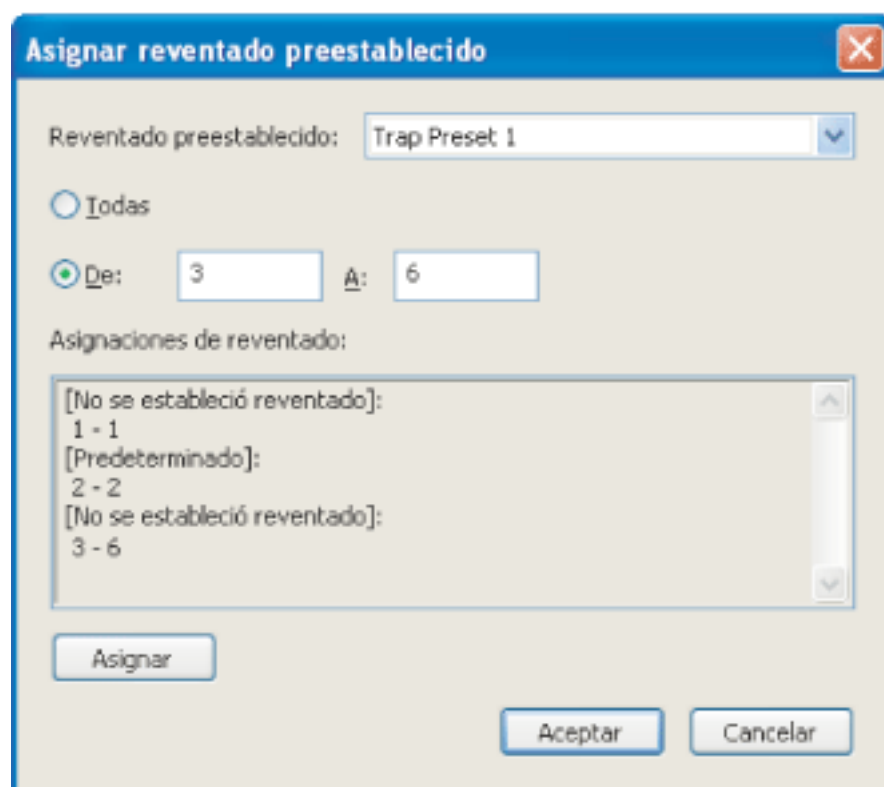 Asignar reventado preestablecido
Reventado preestablecido: Trap Preset 1
Todas
De: 3 A: 6
Asignaciones de reventado:
[No se estableció reventado]:
1 - 1
[Predeterminado]:
2 - 2
[No se estableció reventado]:
3 - 6
Asignar
Aceptar Cancelar